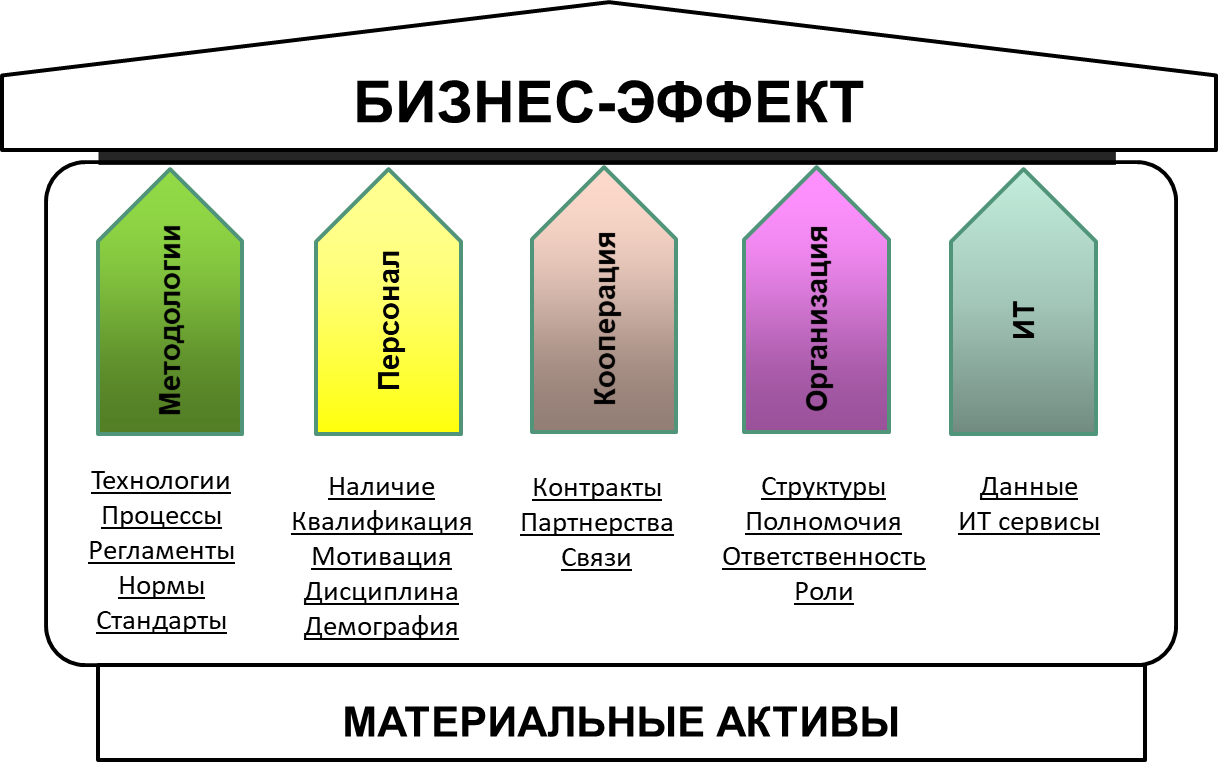 БИЗНЕС-ЭФФЕКТ
Методологии
Персонал
Кооперация
Организация
ИТ
Технологии
Процессы
Регламенты
Нормы
Стандарты
Наличие
Квалификация
Мотивация
Дисциплина
Демография
Контракты
Партнерства
Связи
Структуры
Полномочия
Ответственность
Роли
Данные
ИТ сервисы
МАТЕРИАЛЬНЫЕ АКТИВЫ